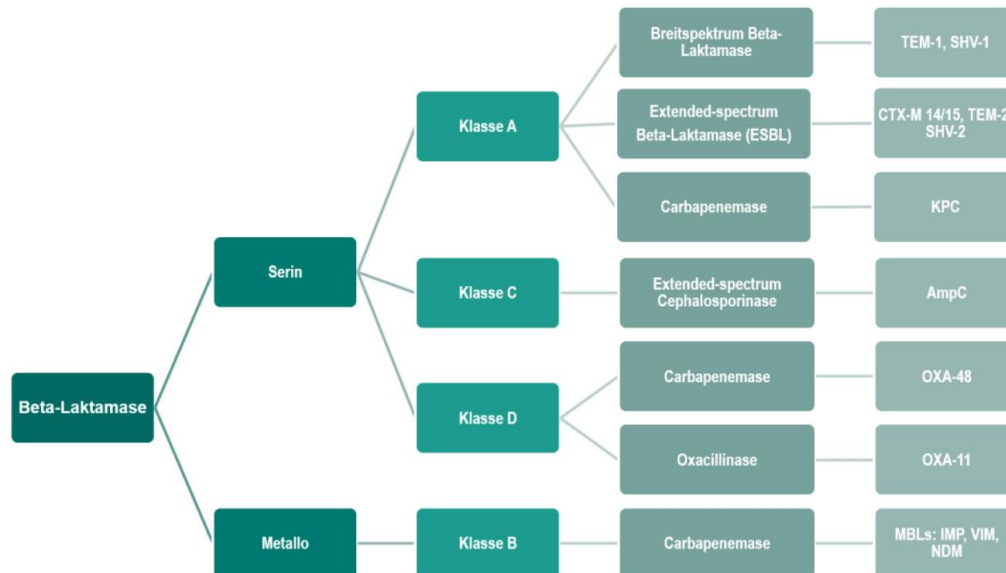 Breitspektrum Beta-
Laktamase
TEM-1, SHV-1
Klasse A
Extended-spectrum
Beta-Laktamase (ESBL)
CTX-M 14/15, TEM-2
SHV-2
Carbapenemase
KPC
Serin
Klasse C
Extended-spectrum
Cephalosporinase
AmpC
Beta-Laktamase
Klasse D
Carbapenemase
OXA-48
Oxacillinase
OXA-11
Metallo
Klasse B
Carbapenemase
MBLs: IMP, VIM,
NDM